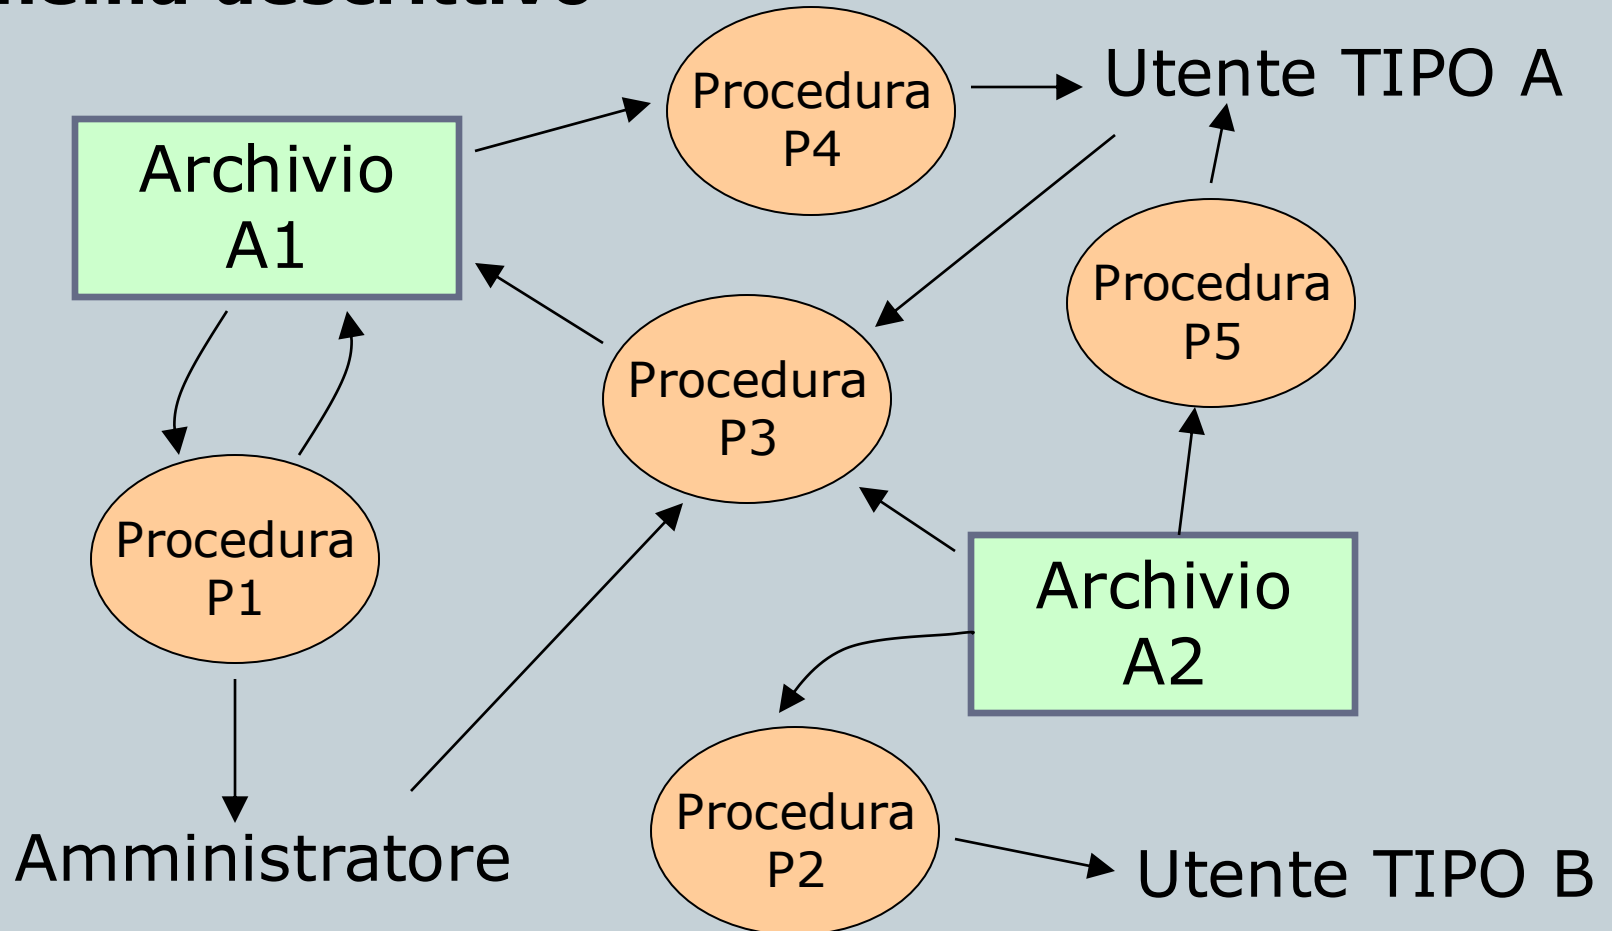 descrittivo
Procedura
P4
Utente TIPO A
Archivio
A1
Procedura
P5
Procedura
P3
Procedura
P1
Archivio
A2
Procedura
P2
Amministratore
Utente TIPO B